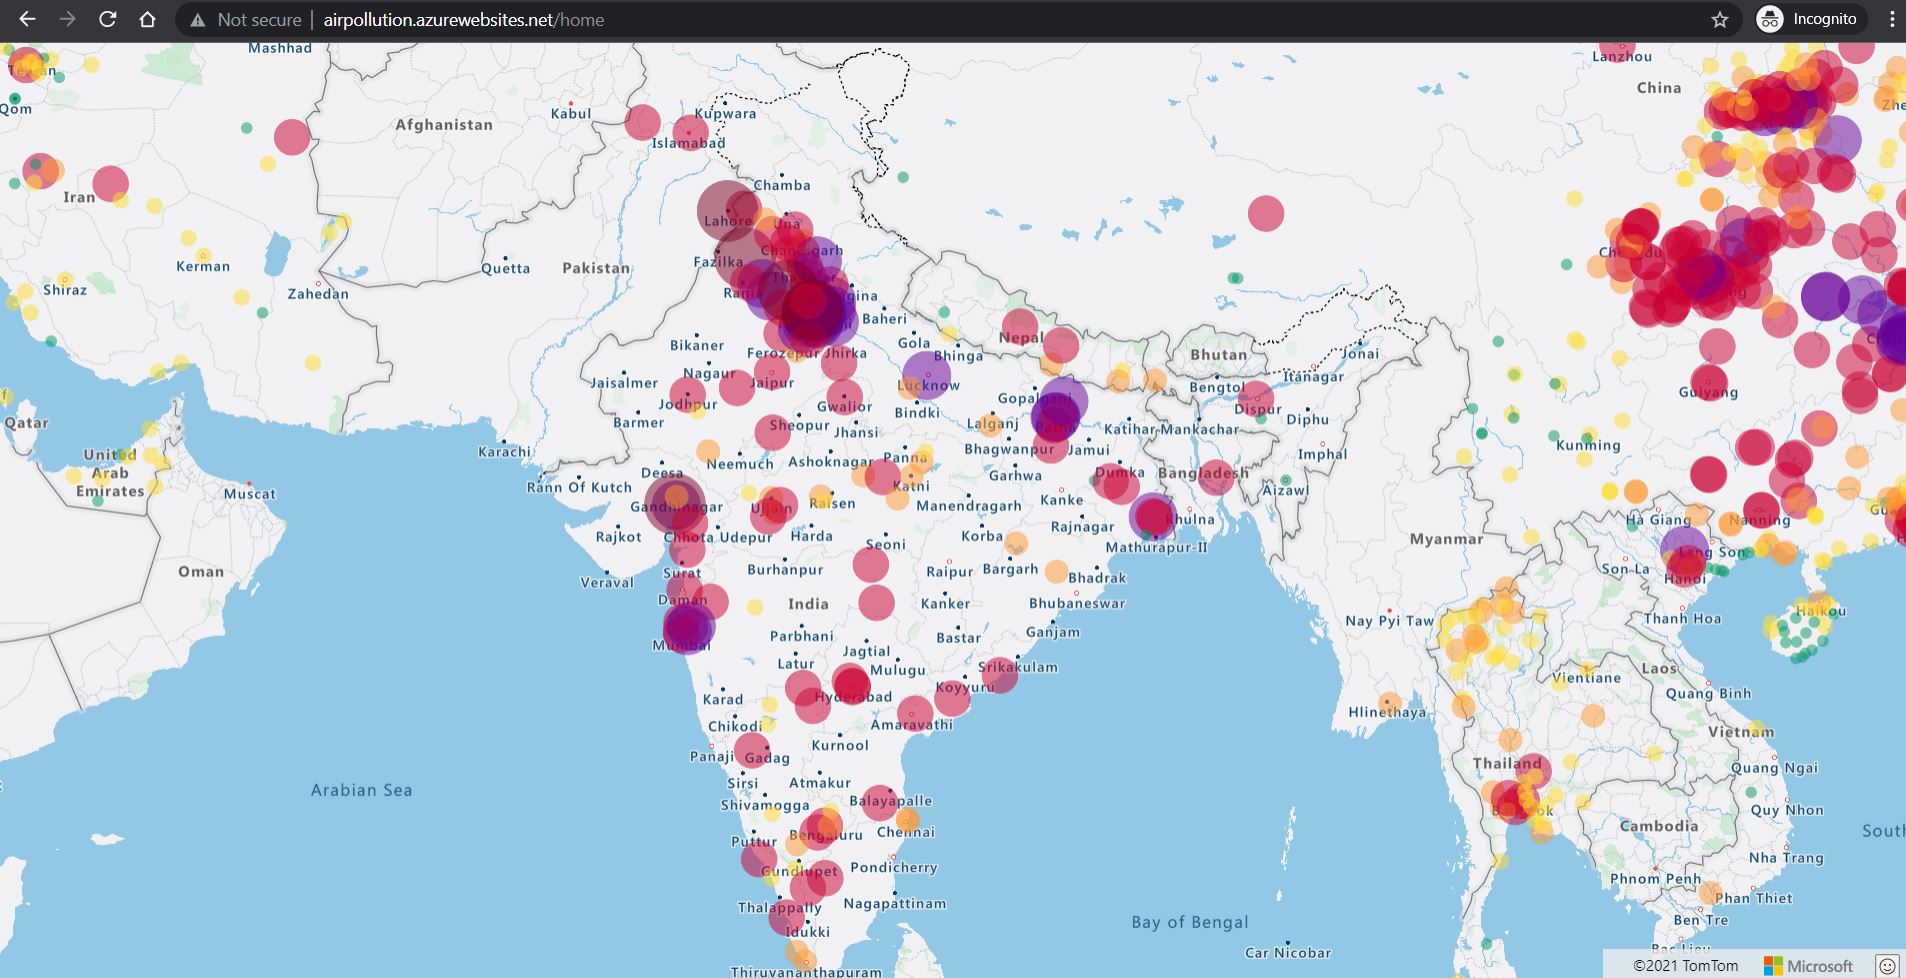 Not secure | airpollution.azurewebsites.net/home
Incognito
Mashhad
Lanzhou
China
Qom
Kabul
Kupwara
Afghanistan
Islamabad
Iran
Chamba
Lahore
Una
Chandigarh
Fazilka
Kerman
Quetta
Pakistan
Shiraz
Zahedan
Baheri
Nepal
Bikaner
Gola
Ferozepur Jhirka
Bhinga
Bhutan
Jonai
Itanagar
Nagaur
Jaipur
Jaisalmer
Lucknow
Bengtol
Guiyang
Jodhpur
Gwalior
Bindki
Gopalganj
Dispur
Diphu
Qatar
Barmer
Sheopur
Jhansi
Lalganj
Patna
Katihar
Mankachar
Karachi
Bhagwanpur
Jamui
Kunming
United
Arab
Emirates
Neemuch
Ashoknagar
Panna
Imphal
Deesa
Katni
Garhwa
Dumka
Bangladesh
Muscat
Rann Of Kutch
Aizawl
Gandhinagar
Ujjain
Raisen
Manendragarh
Kanke
Khulna
Hà Giang
Nanning
Rajkot
Chhota Udepur
Harda
Korba
Rajnagar
Mathurapur-II
Myanmar
Seoni
Lang Son
Oman
Veraval
Surat
Burhanpur
Raipur
Bargarh
Bhadrak
Son La
Hanoi
Daman
India
Kanker
Bhubaneswar
Haikou
Mumbai
Parbhani
Bastar
Ganjam
Nay Pyi Taw
Thanh Hoa
Latur
Jagtial
Mulugu
Srikakulam
Laos
Vientiane
Karad
Hyderabad
Koyyuru
Quang Binh
Chikodi
Amaravathi
Hlinethaya
Panaji
Gadag
Kurnool
Vietnam
Thailand
Quang Ngai
Arabian Sea
Sirsi
Atmakur
Shivamogga
Balayapalle
Quy Nhon
Puttur
Bengaluru
Chennai
Cambodia
South
Gundlupet
Pondicherry
Nha Trang
Phnom Penh
Thalappally
Nagapattinam
Phan Thiet
Bay of Bengal
Ben Tre
Idukki
Car Nicobar
Bac Lieu
Thiruvananthapuram
©2021 TomTom
Microsoft